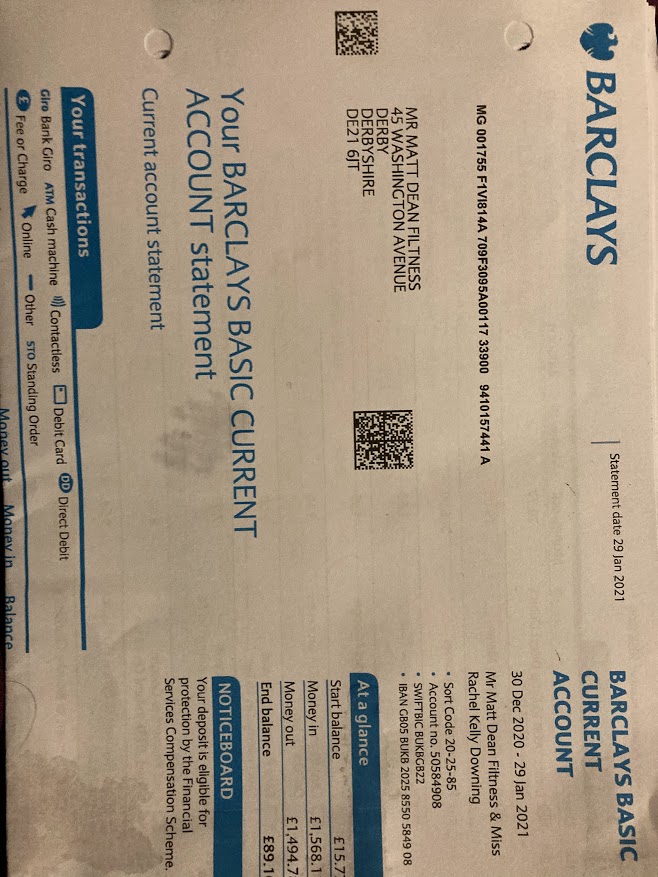 BARCLAYS
Statement date 29 Jan 2021
BARCLAYS BASIC
CURRENT
ACCOUNT
MG 001755 F1VI814A 709F3095A00117 33900 9410157441 A
MR MATT DEAN FILTNESS
45 WASHINGTON AVENUE
DERBY
DERBYSHIRE
DE21 6JT
30 Dec 2020 - 29 Jan 2021
Mr Matt Dean Filtness & Miss
Rachel Kelly Downing
• Sort Code 20-25-85
• Account no. 50584908
• SWIFTBIC BUKBGB22
• IBAN GB05 BUKB 2025 8550 5849 08
At a glance
Start balance £15.7
Money in £1,568.1
Money out £1,494.7
End balance £89.1
Your BARCLAYS BASIC CURRENT
ACCOUNT statement
Current account statement
NOTICEBOARD
Your deposit is eligible for
protection by the Financial
Services Compensation Scheme.
Your transactions
Giro Bank Giro ATM Cash machine Contactless Debit Card DD Direct Debit
£ Fee or Charge Online Other STO Standing Order
Money out Money in Balance